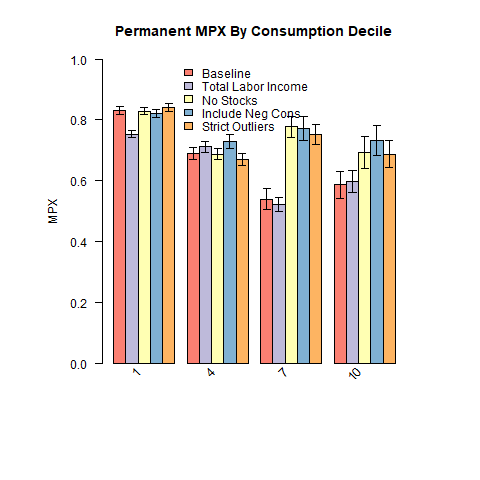 Permanent MPX By Consumption Decile
1.0
0.8
0.6
0.4
0.2
0.0
MPX
Baseline
Total Labor Income
No Stocks
Include Neg Cons
Strict Outliers
1
4
7
10